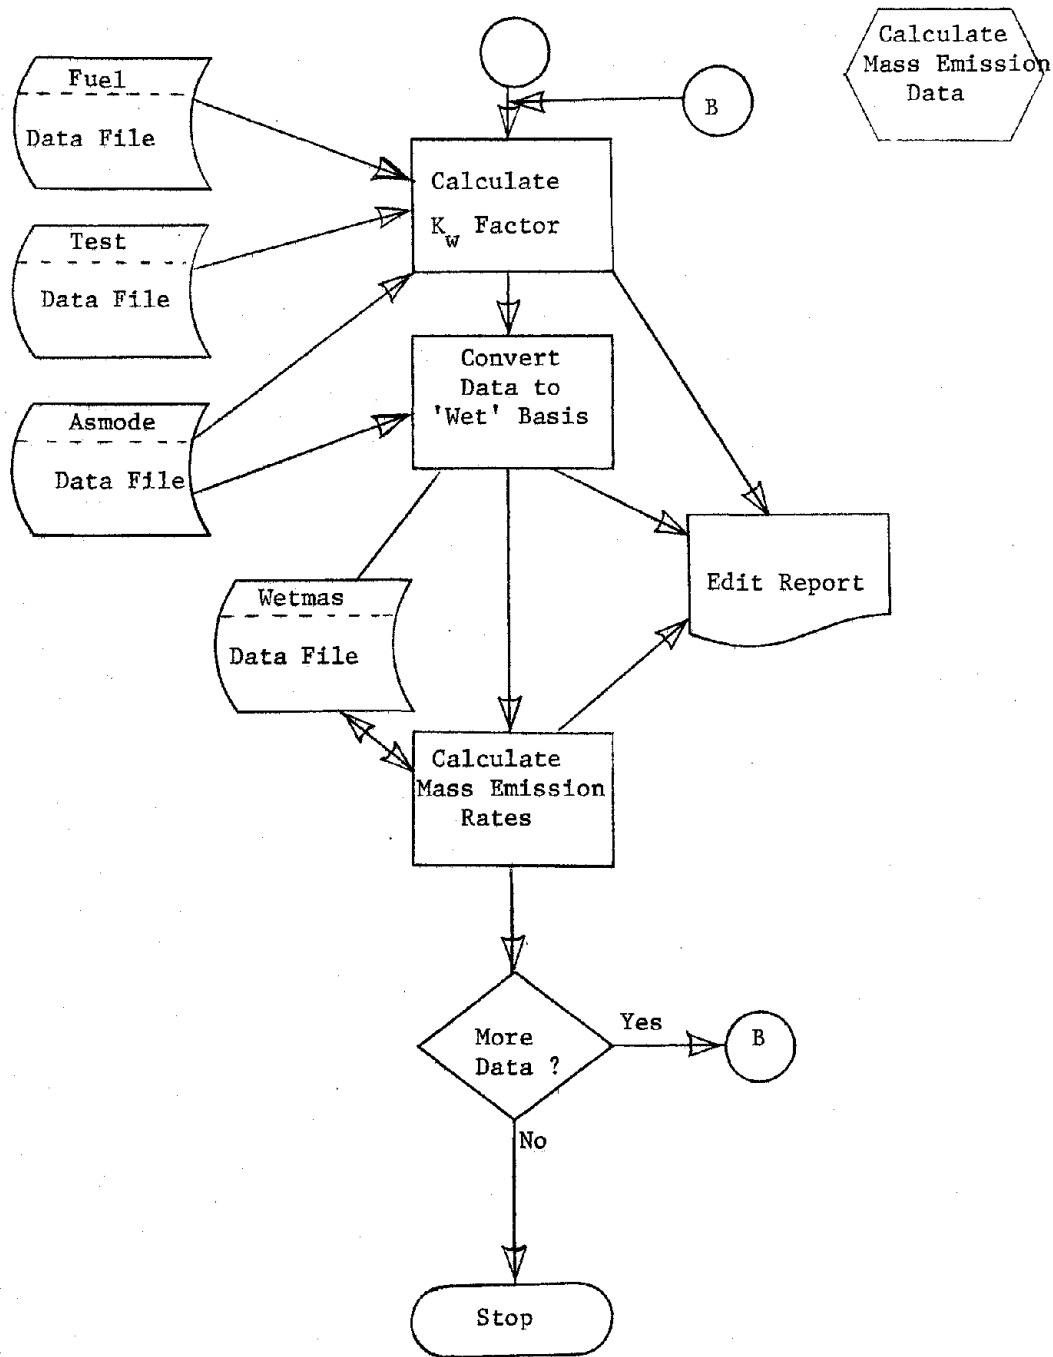 Calculate
Mass Emission
Data
B
Fuel
Data File
Calculate
K_w Factor
Test
Data File
Convert
Data to
'Wet' Basis
Asmode
Data File
Edit Report
Wetmas
Data File
Calculate
Mass Emission
Rates
More
Data ?
Yes
B
No
Stop